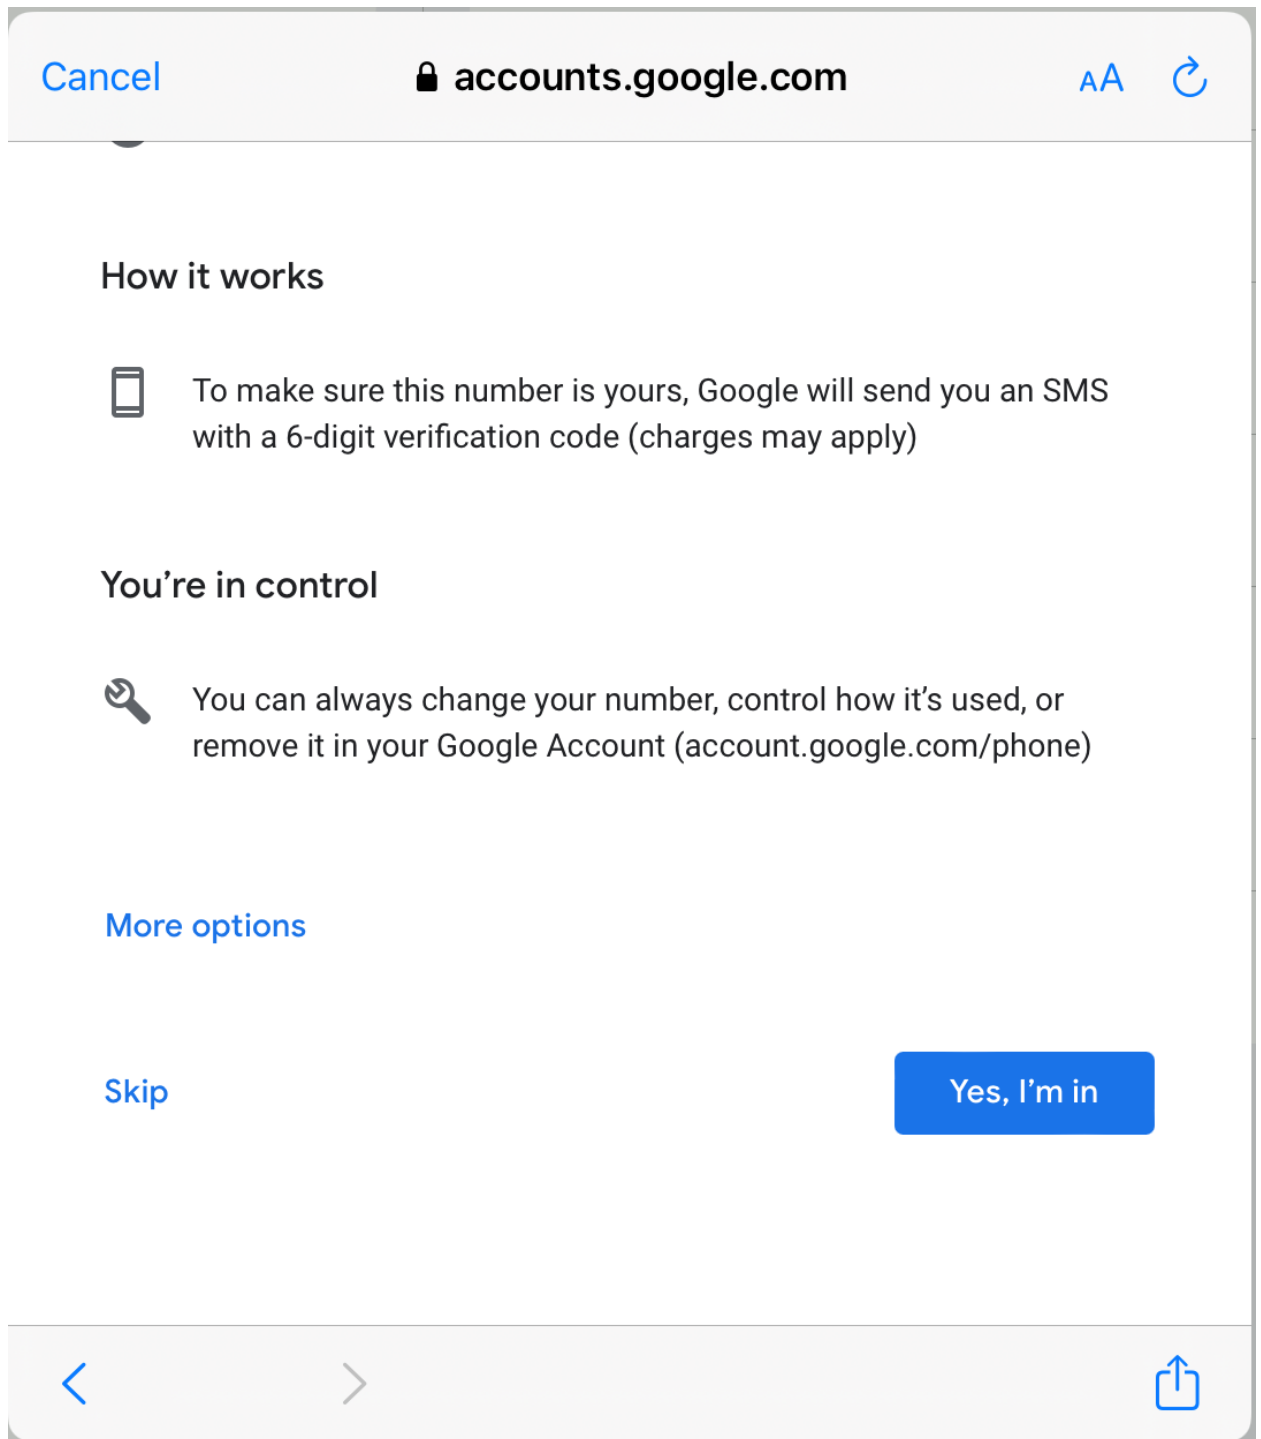 Cancel
accounts.google.com
AA
How it works
To make sure this number is yours, Google will send you an SMS
with a 6-digit verification code (charges may apply)
You’re in control
You can always change your number, control how it’s used, or
remove it in your Google Account (account.google.com/phone)
More options
Skip
Yes, I’m in